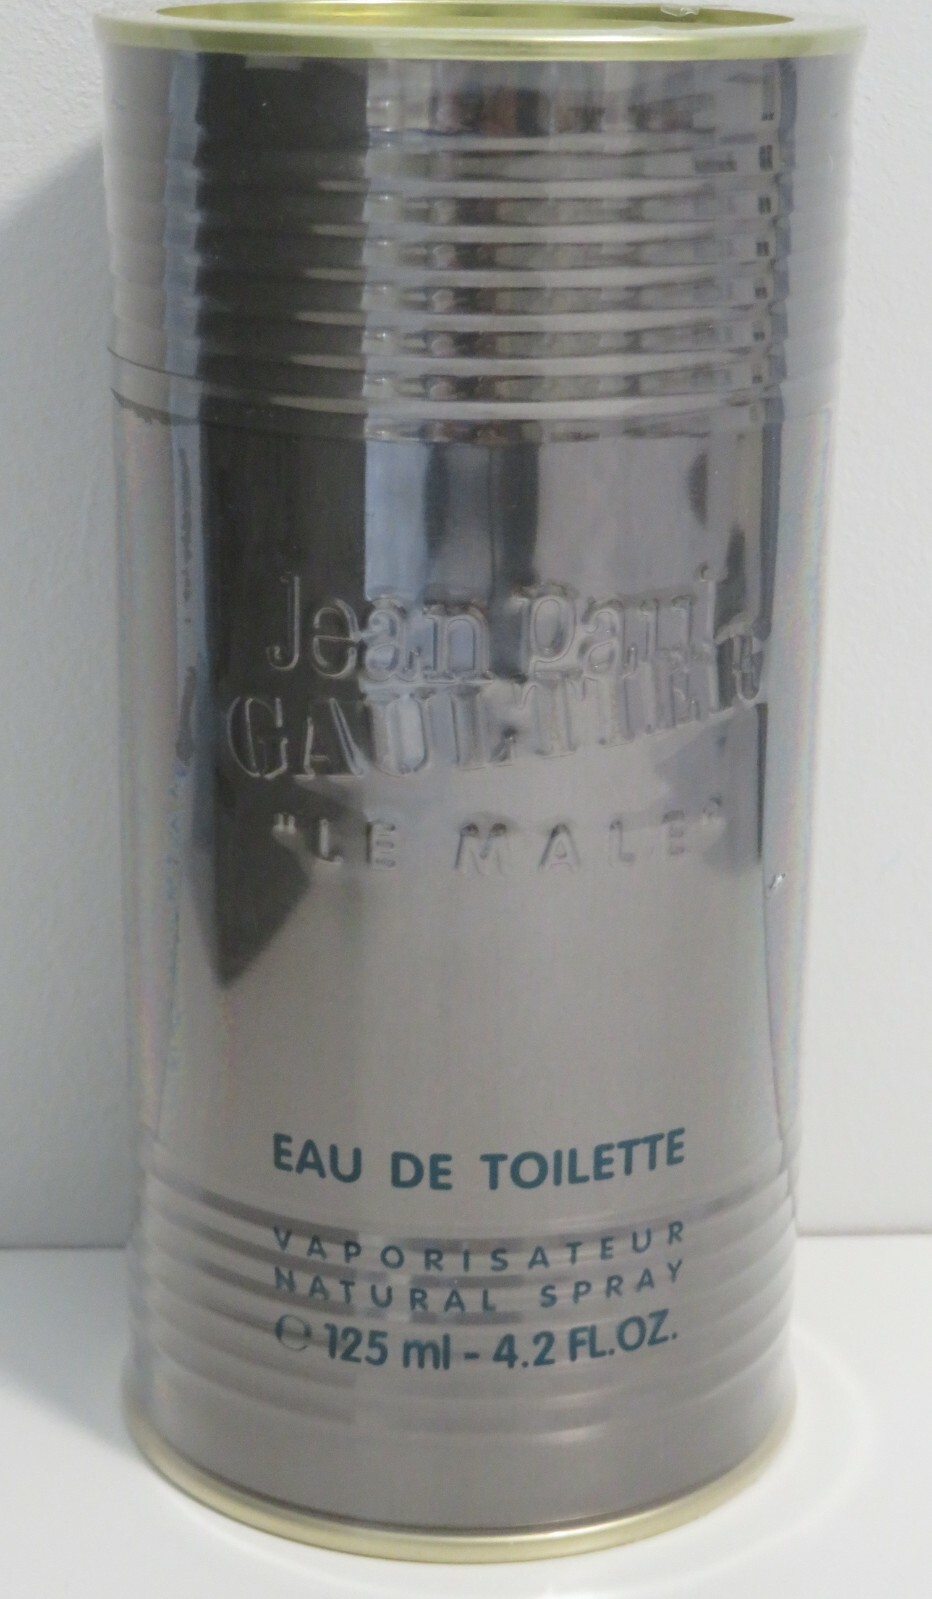 Jean Paul
GAULTIER
"LE MALE"
EAU DE TOILETTE
VAPORISATEUR
NATURAL SPRAY
℮ 125 ml - 4.2 FL.OZ.